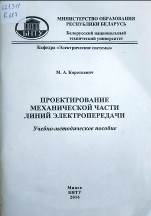 МИНИСТЕРСТВО ОБРАЗОВАНИЯ
РЕСПУБЛИКИ БЕЛАРУСЬ
Белорусский национальный
технический университет
Кафедра «Электрические системы»
М. А. Короткевич
ПРОЕКТИРОВАНИЕ
МЕХАНИЧЕСКОЙ ЧАСТИ
ЛИНИЙ ЭЛЕКТРОПЕРЕДАЧИ
Учебно-методическое пособие
Минск
БНТУ